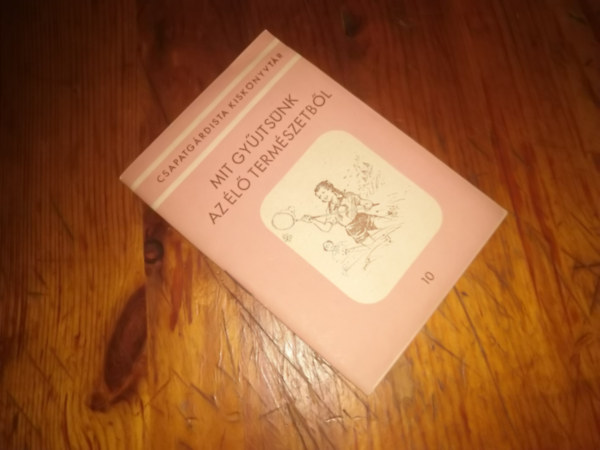 CSAPATGÁRDISTA KISKÖNYVTÁR
MIT GYŰJTSÜNK
AZ ÉLŐ TERMÉSZETBŐL
10